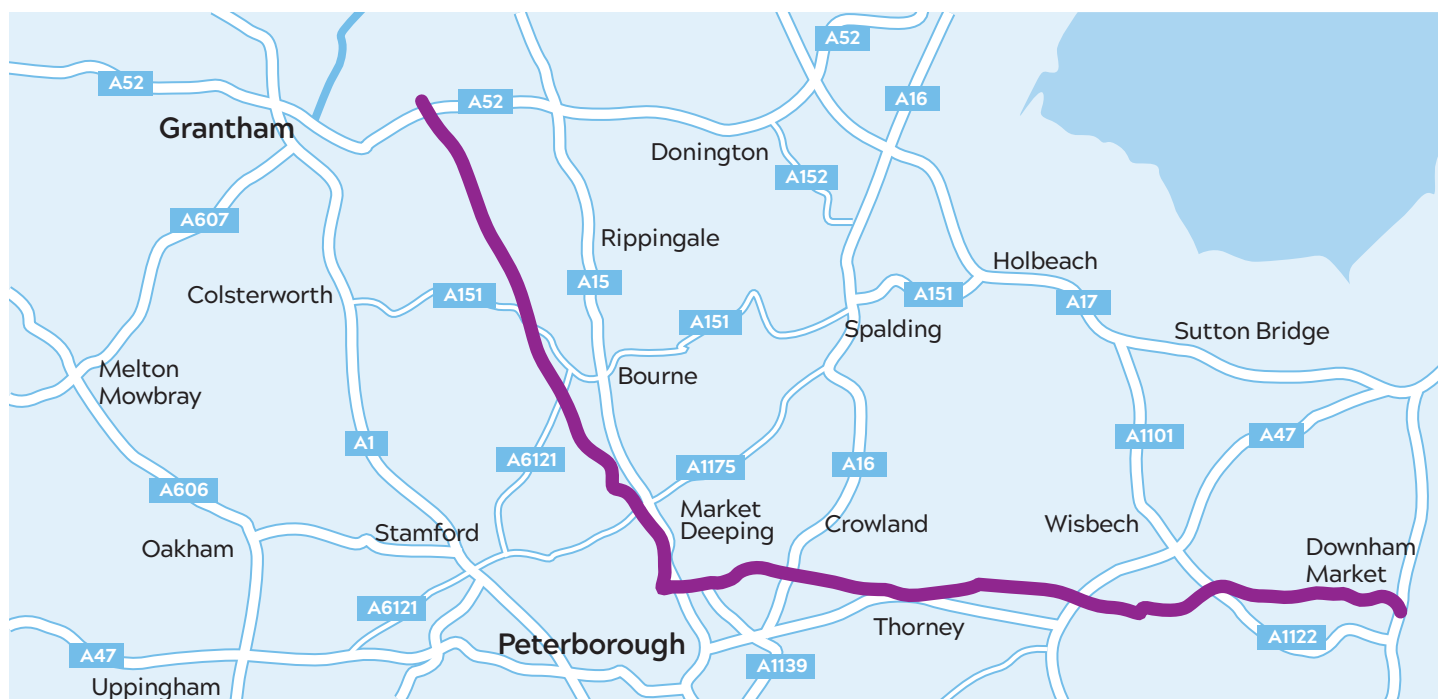 A52
A52
A52
A16
Grantham
Donington
A152
A607
Rippingale
Holbeach
A15
Colsterworth
A151
A151
A17
A151
Spalding
Sutton Bridge
Melton
Mowbray
Bourne
A1
A1101
A47
A6121
A1175
A16
A606
Market
Deeping
Crowland
Wisbech
Stamford
Oakham
Downham
Market
A6121
Thorney
A1122
Peterborough
A47
A1139
Uppingham